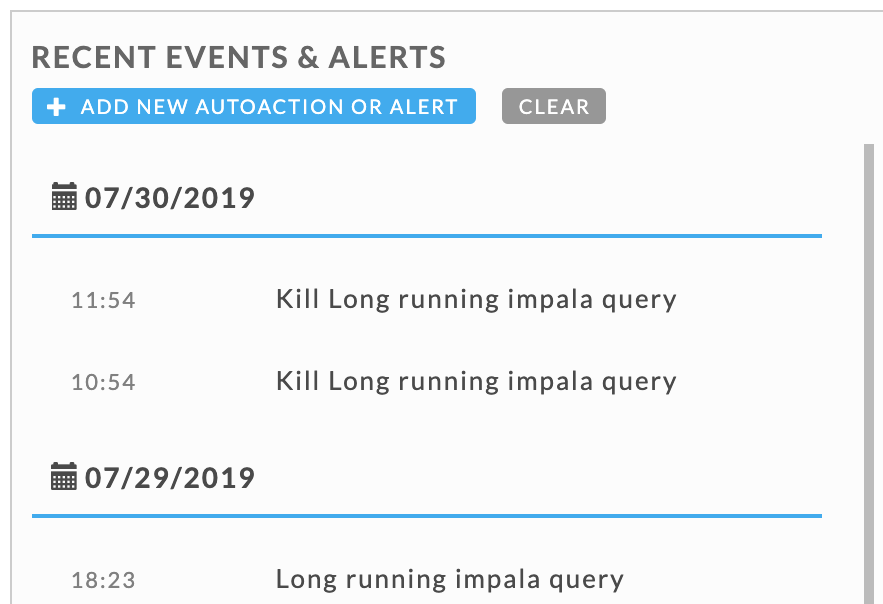 RECENT EVENTS & ALERTS
ADD NEW AUTOACTION OR ALERT CLEAR
07/30/2019
11:54 Kill Long running impala query
10:54 Kill Long running impala query
07/29/2019
18:23 Long running impala query